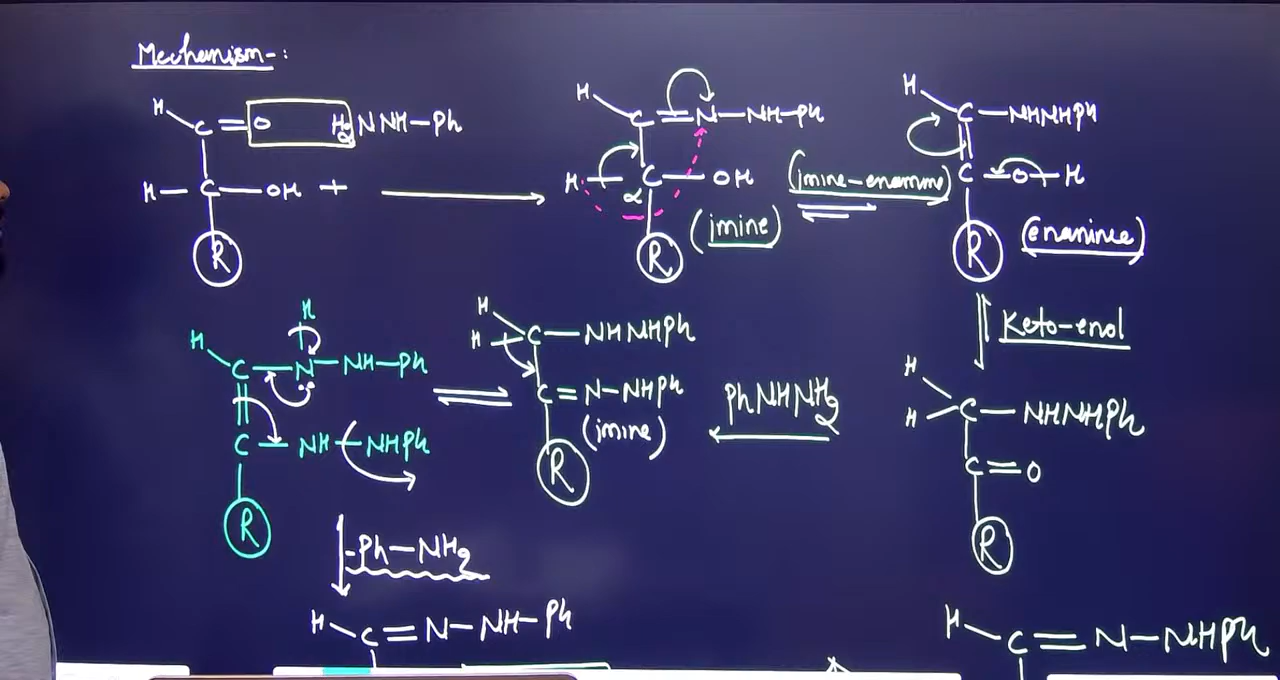 Mechanism-:
H
C=O H2NNH-Ph
H-C-OH +
R
H
C=N-NH-Ph
H-C-OH
α
R
(imine)
(imine-enamine)
H
C-NHNHPh
C-O-H
R
(enamine)
Keto-enol
H
H
C-NHNHPh
C=O
R
PhNHNH2
H
H
C-NHNHPh
C=N-NHPh
(imine)
R
H
H
C-N-NH-Ph
C-NH-NHPh
R
-Ph-NH2
H
C=N-NH-Ph
H
C=N-NHPh